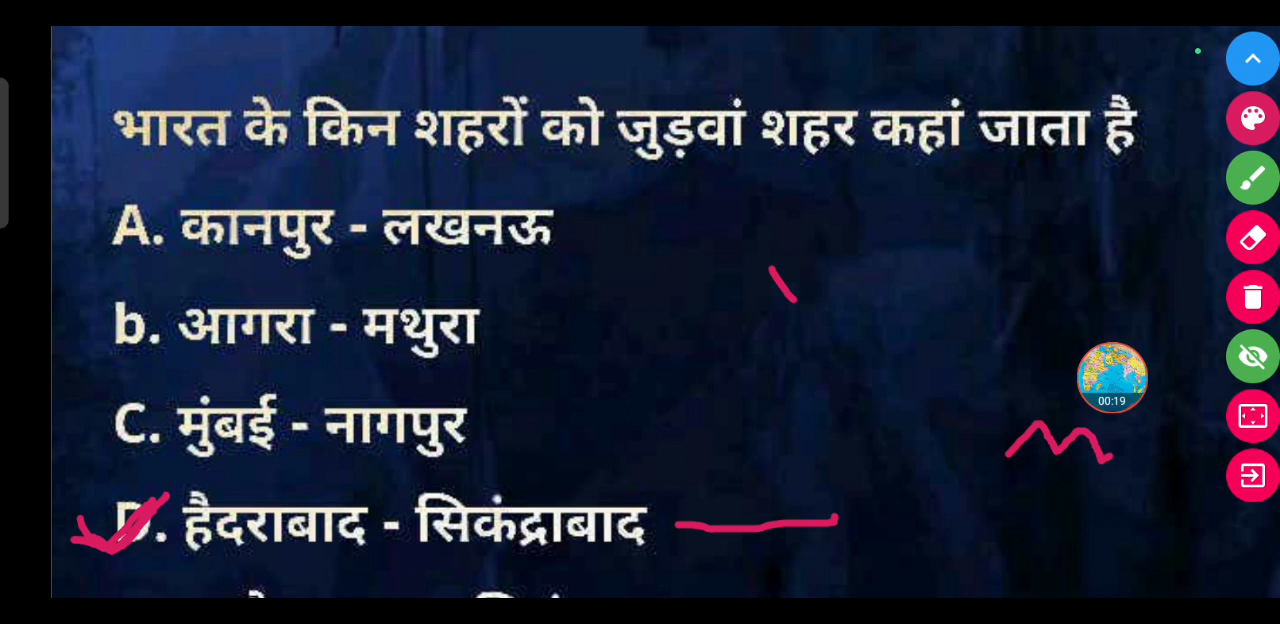 भारत के किन शहरों को जुड़वां शहर कहां जाता है
A. कानपुर - लखनऊ
b. आगरा - मथुरा
C. मुंबई - नागपुर
00:19
D. हैदराबाद - सिकंद्राबाद